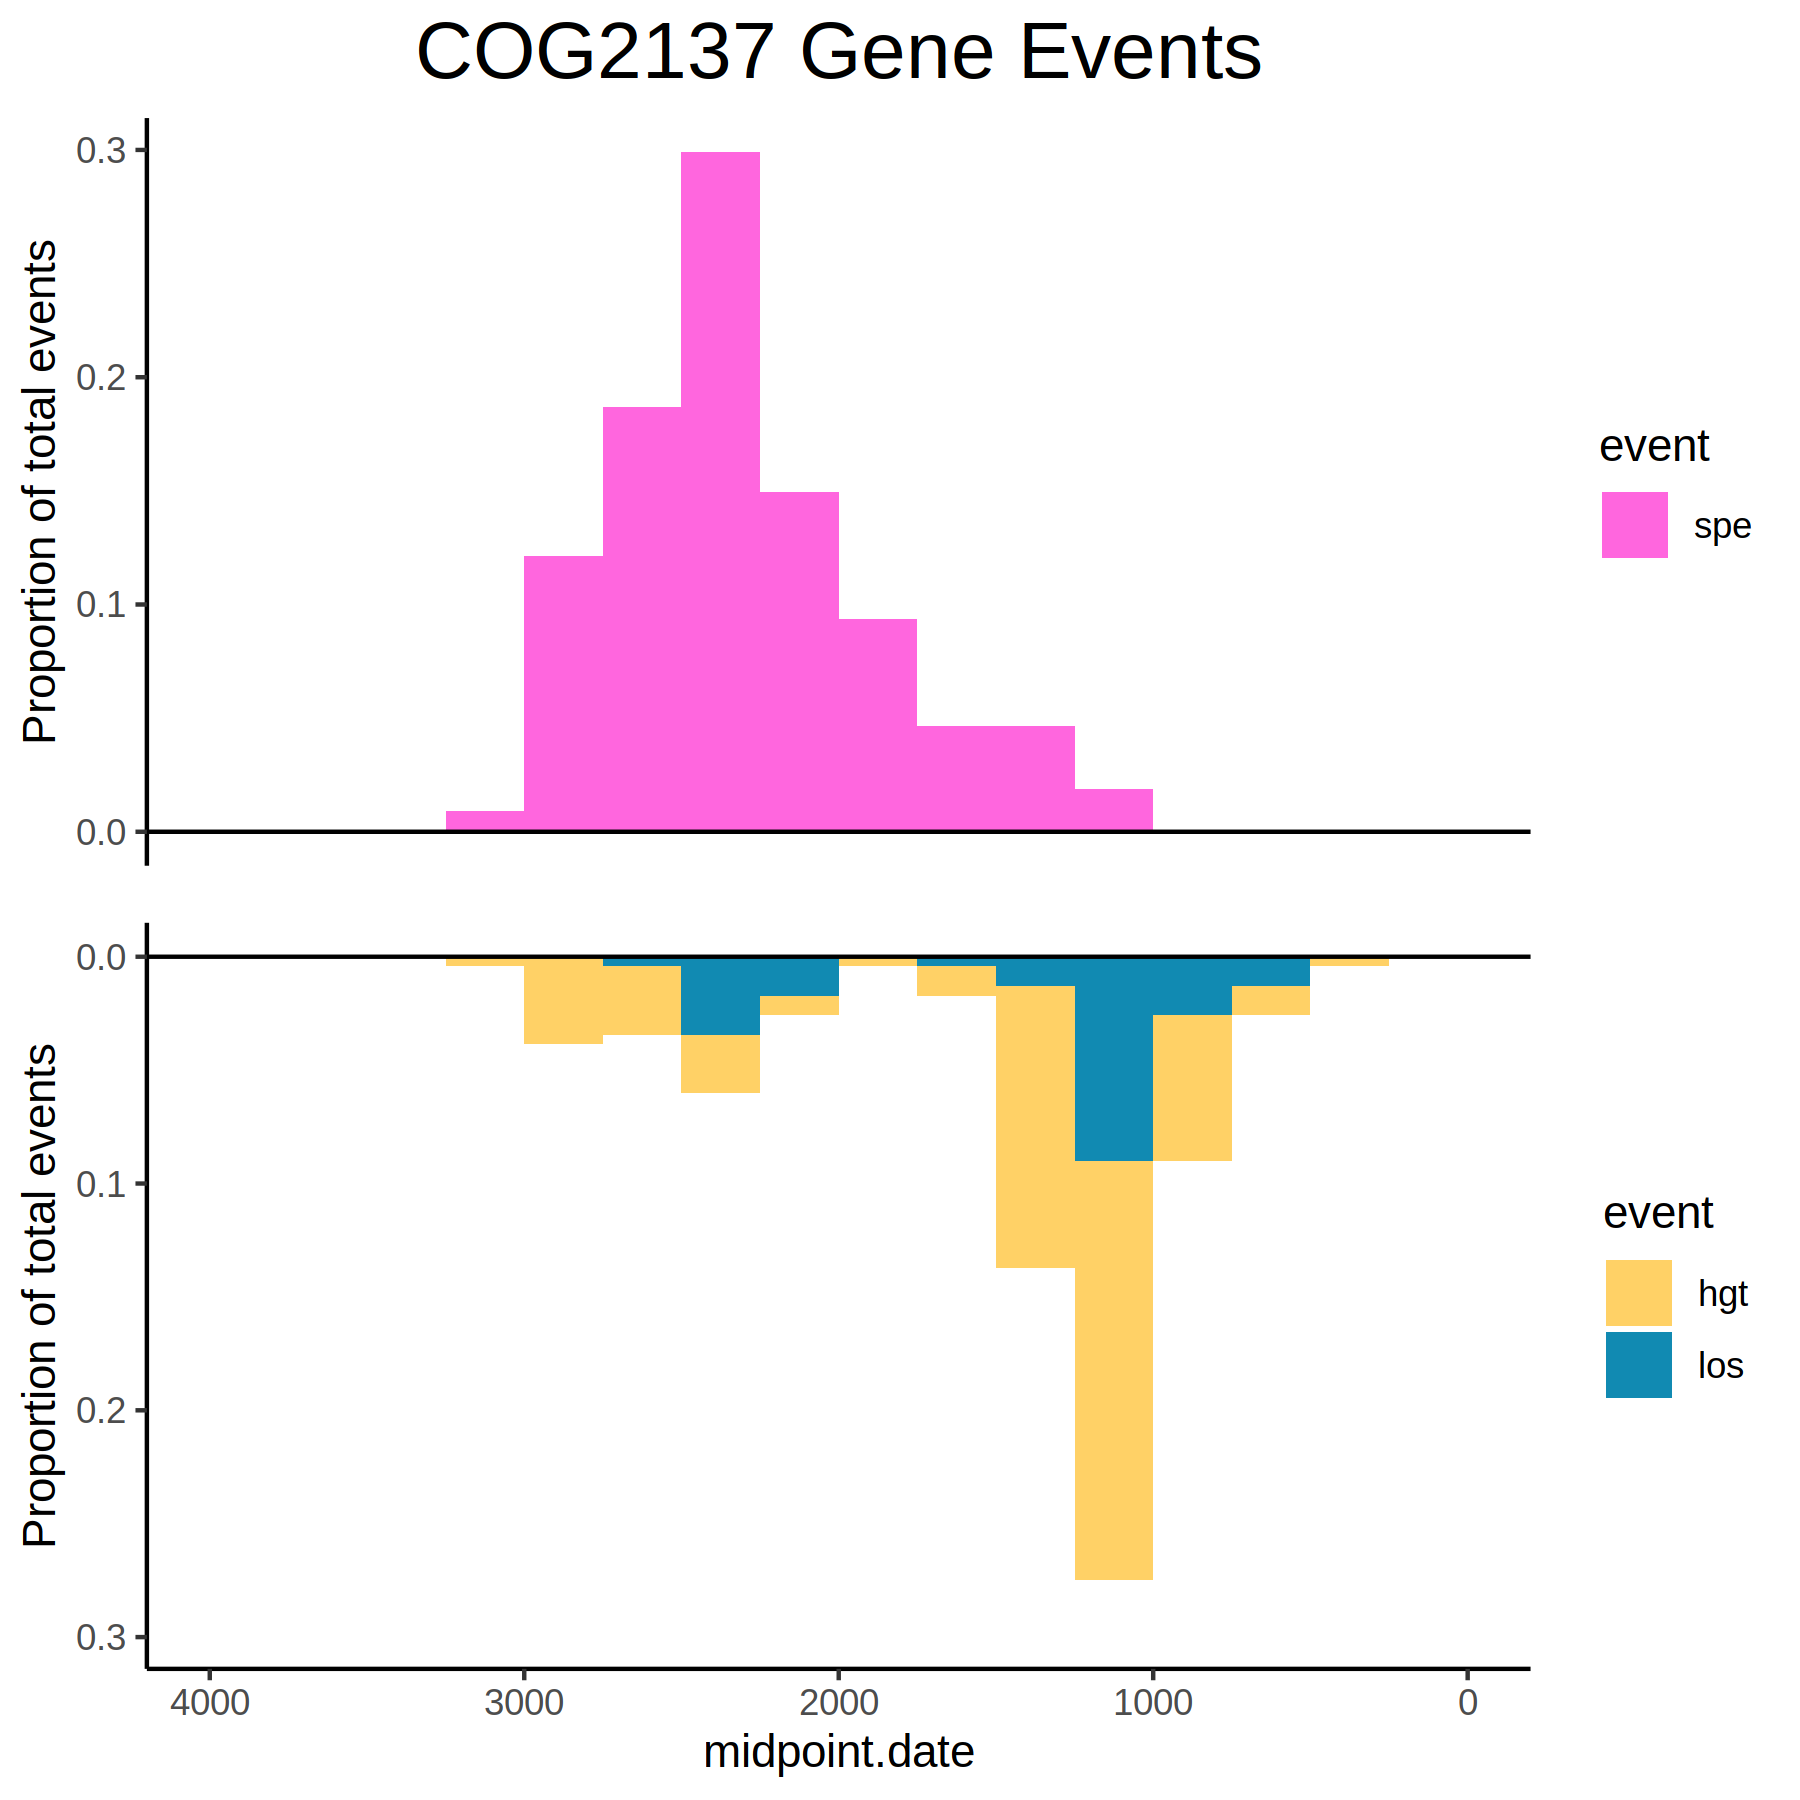 COG2137 Gene Events
Proportion of total events
0.3
0.2
0.1
0.0
event
spe
Proportion of total events
0.0
0.1
0.2
0.3
event
hgt
los
4000 3000 2000 1000 0
midpoint.date